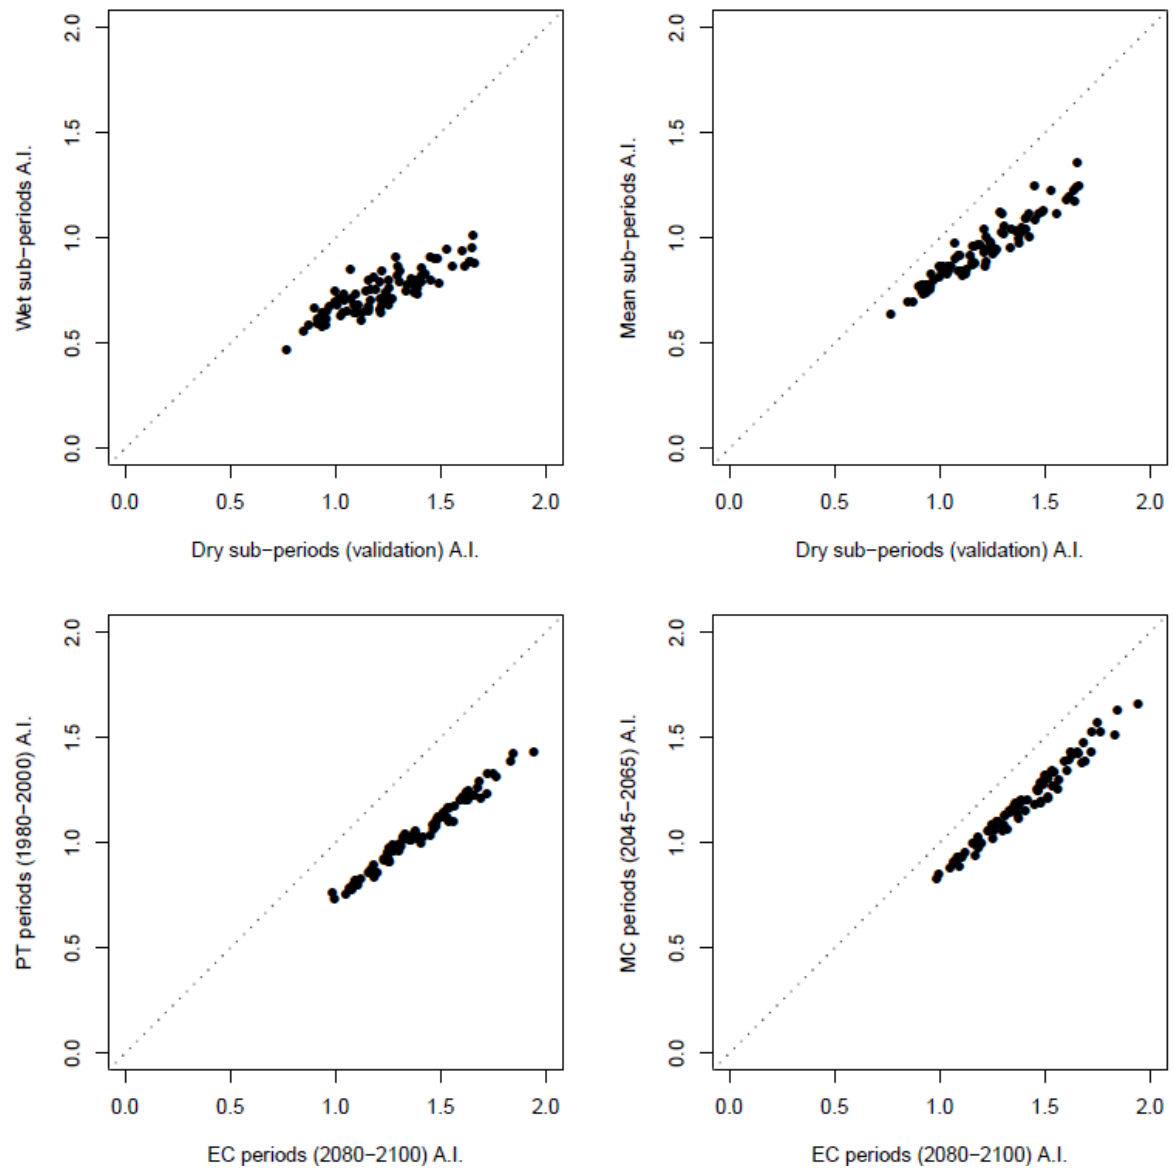 2.0
1.5
1.0
0.5
0.0
Wet sub−periods A.I.
0.0 0.5 1.0 1.5 2.0
Dry sub−periods (validation) A.I.
2.0
1.5
1.0
0.5
0.0
Mean sub−periods A.I.
0.0 0.5 1.0 1.5 2.0
Dry sub−periods (validation) A.I.
2.0
1.5
1.0
0.5
0.0
PT periods (1980−2000) A.I.
0.0 0.5 1.0 1.5 2.0
EC periods (2080−2100) A.I.
2.0
1.5
1.0
0.5
0.0
MC periods (2045−2065) A.I.
0.0 0.5 1.0 1.5 2.0
EC periods (2080−2100) A.I.